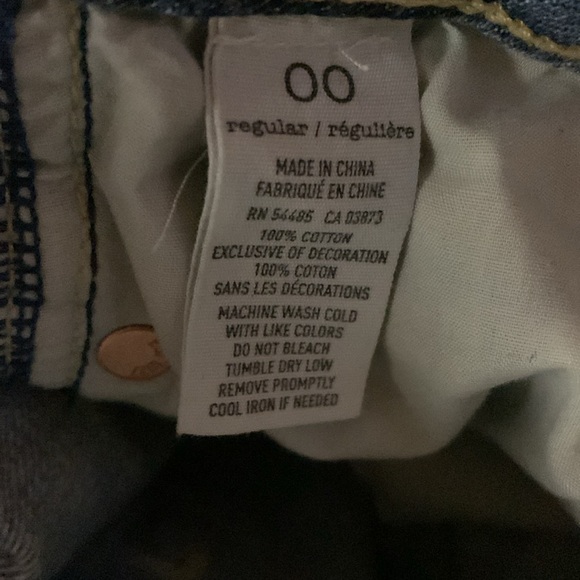 00
regular / régulière
MADE IN CHINA
FABRIQUÉ EN CHINE
RN 54485 CA 03873
100% COTTON
EXCLUSIVE OF DECORATION
100% COTON
SANS LES DÉCORATIONS
MACHINE WASH COLD
WITH LIKE COLORS
DO NOT BLEACH
TUMBLE DRY LOW
REMOVE PROMPTLY
COOL IRON IF NEEDED